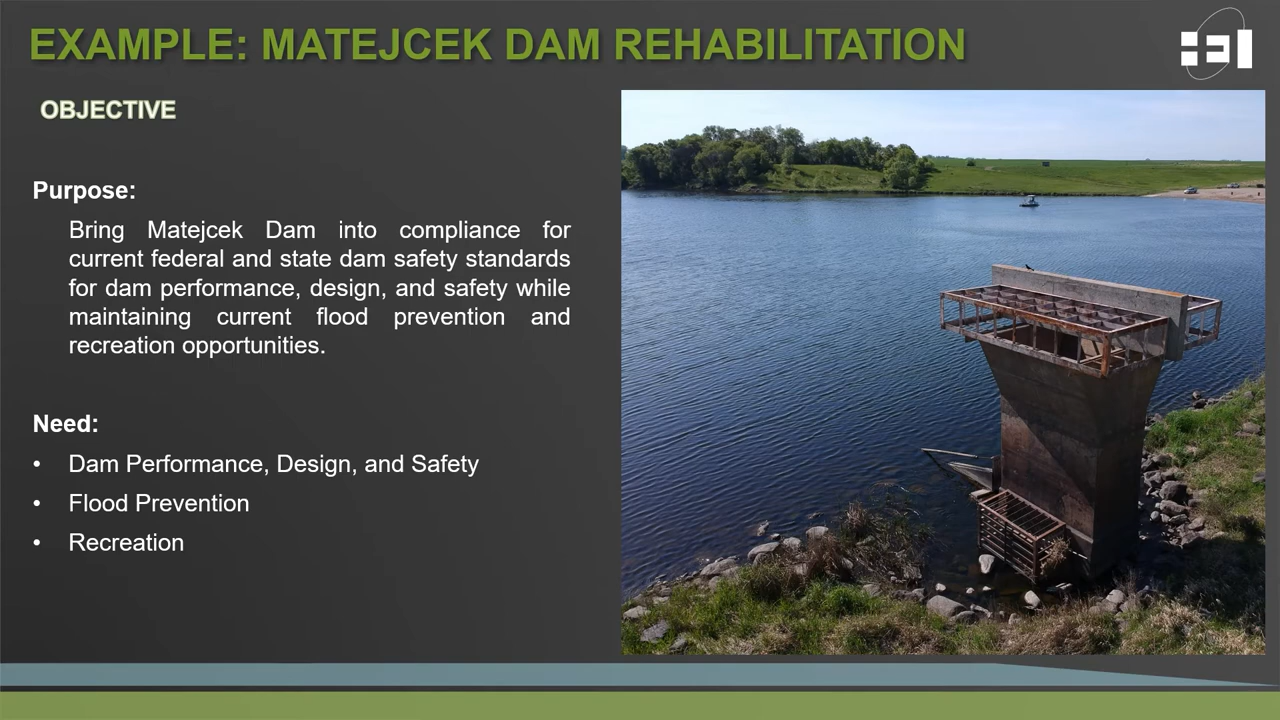 EXAMPLE: MATEJCEK DAM REHABILITATION
OBJECTIVE
Purpose:
Bring Matejcek Dam into compliance for
current federal and state dam safety standards
for dam performance, design, and safety while
maintaining current flood prevention and
recreation opportunities.
Need:
• Dam Performance, Design, and Safety
• Flood Prevention
• Recreation